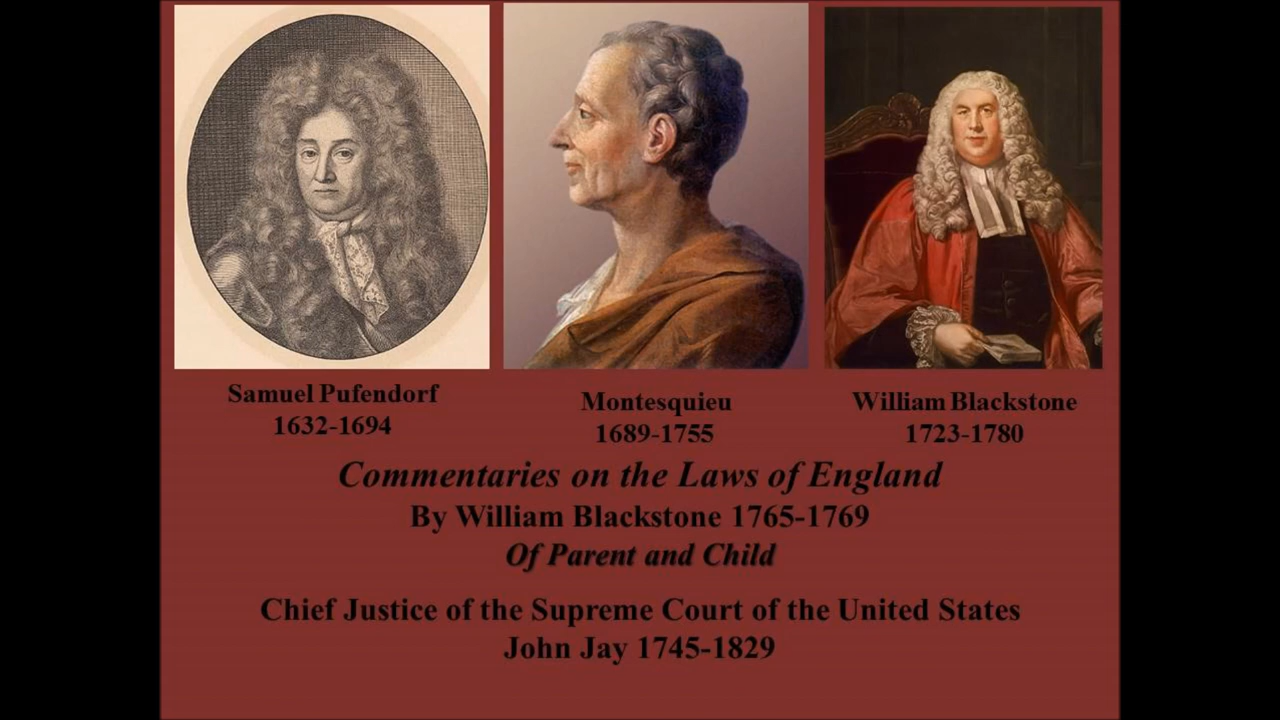 Samuel Pufendorf
1632-1694
Montesquieu
1689-1755
William Blackstone
1723-1780
Commentaries on the Laws of England
By William Blackstone 1765-1769
Of Parent and Child
Chief Justice of the Supreme Court of the United States
John Jay 1745-1829